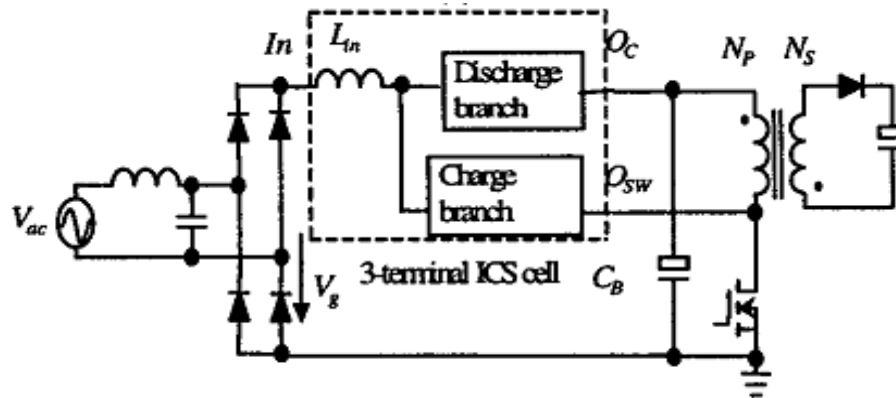 In
L_in
O_C
N_P
N_S
Discharge
branch
O_SW
Charge
branch
V_ac
V_g
3-terminal ICS cell
C_B